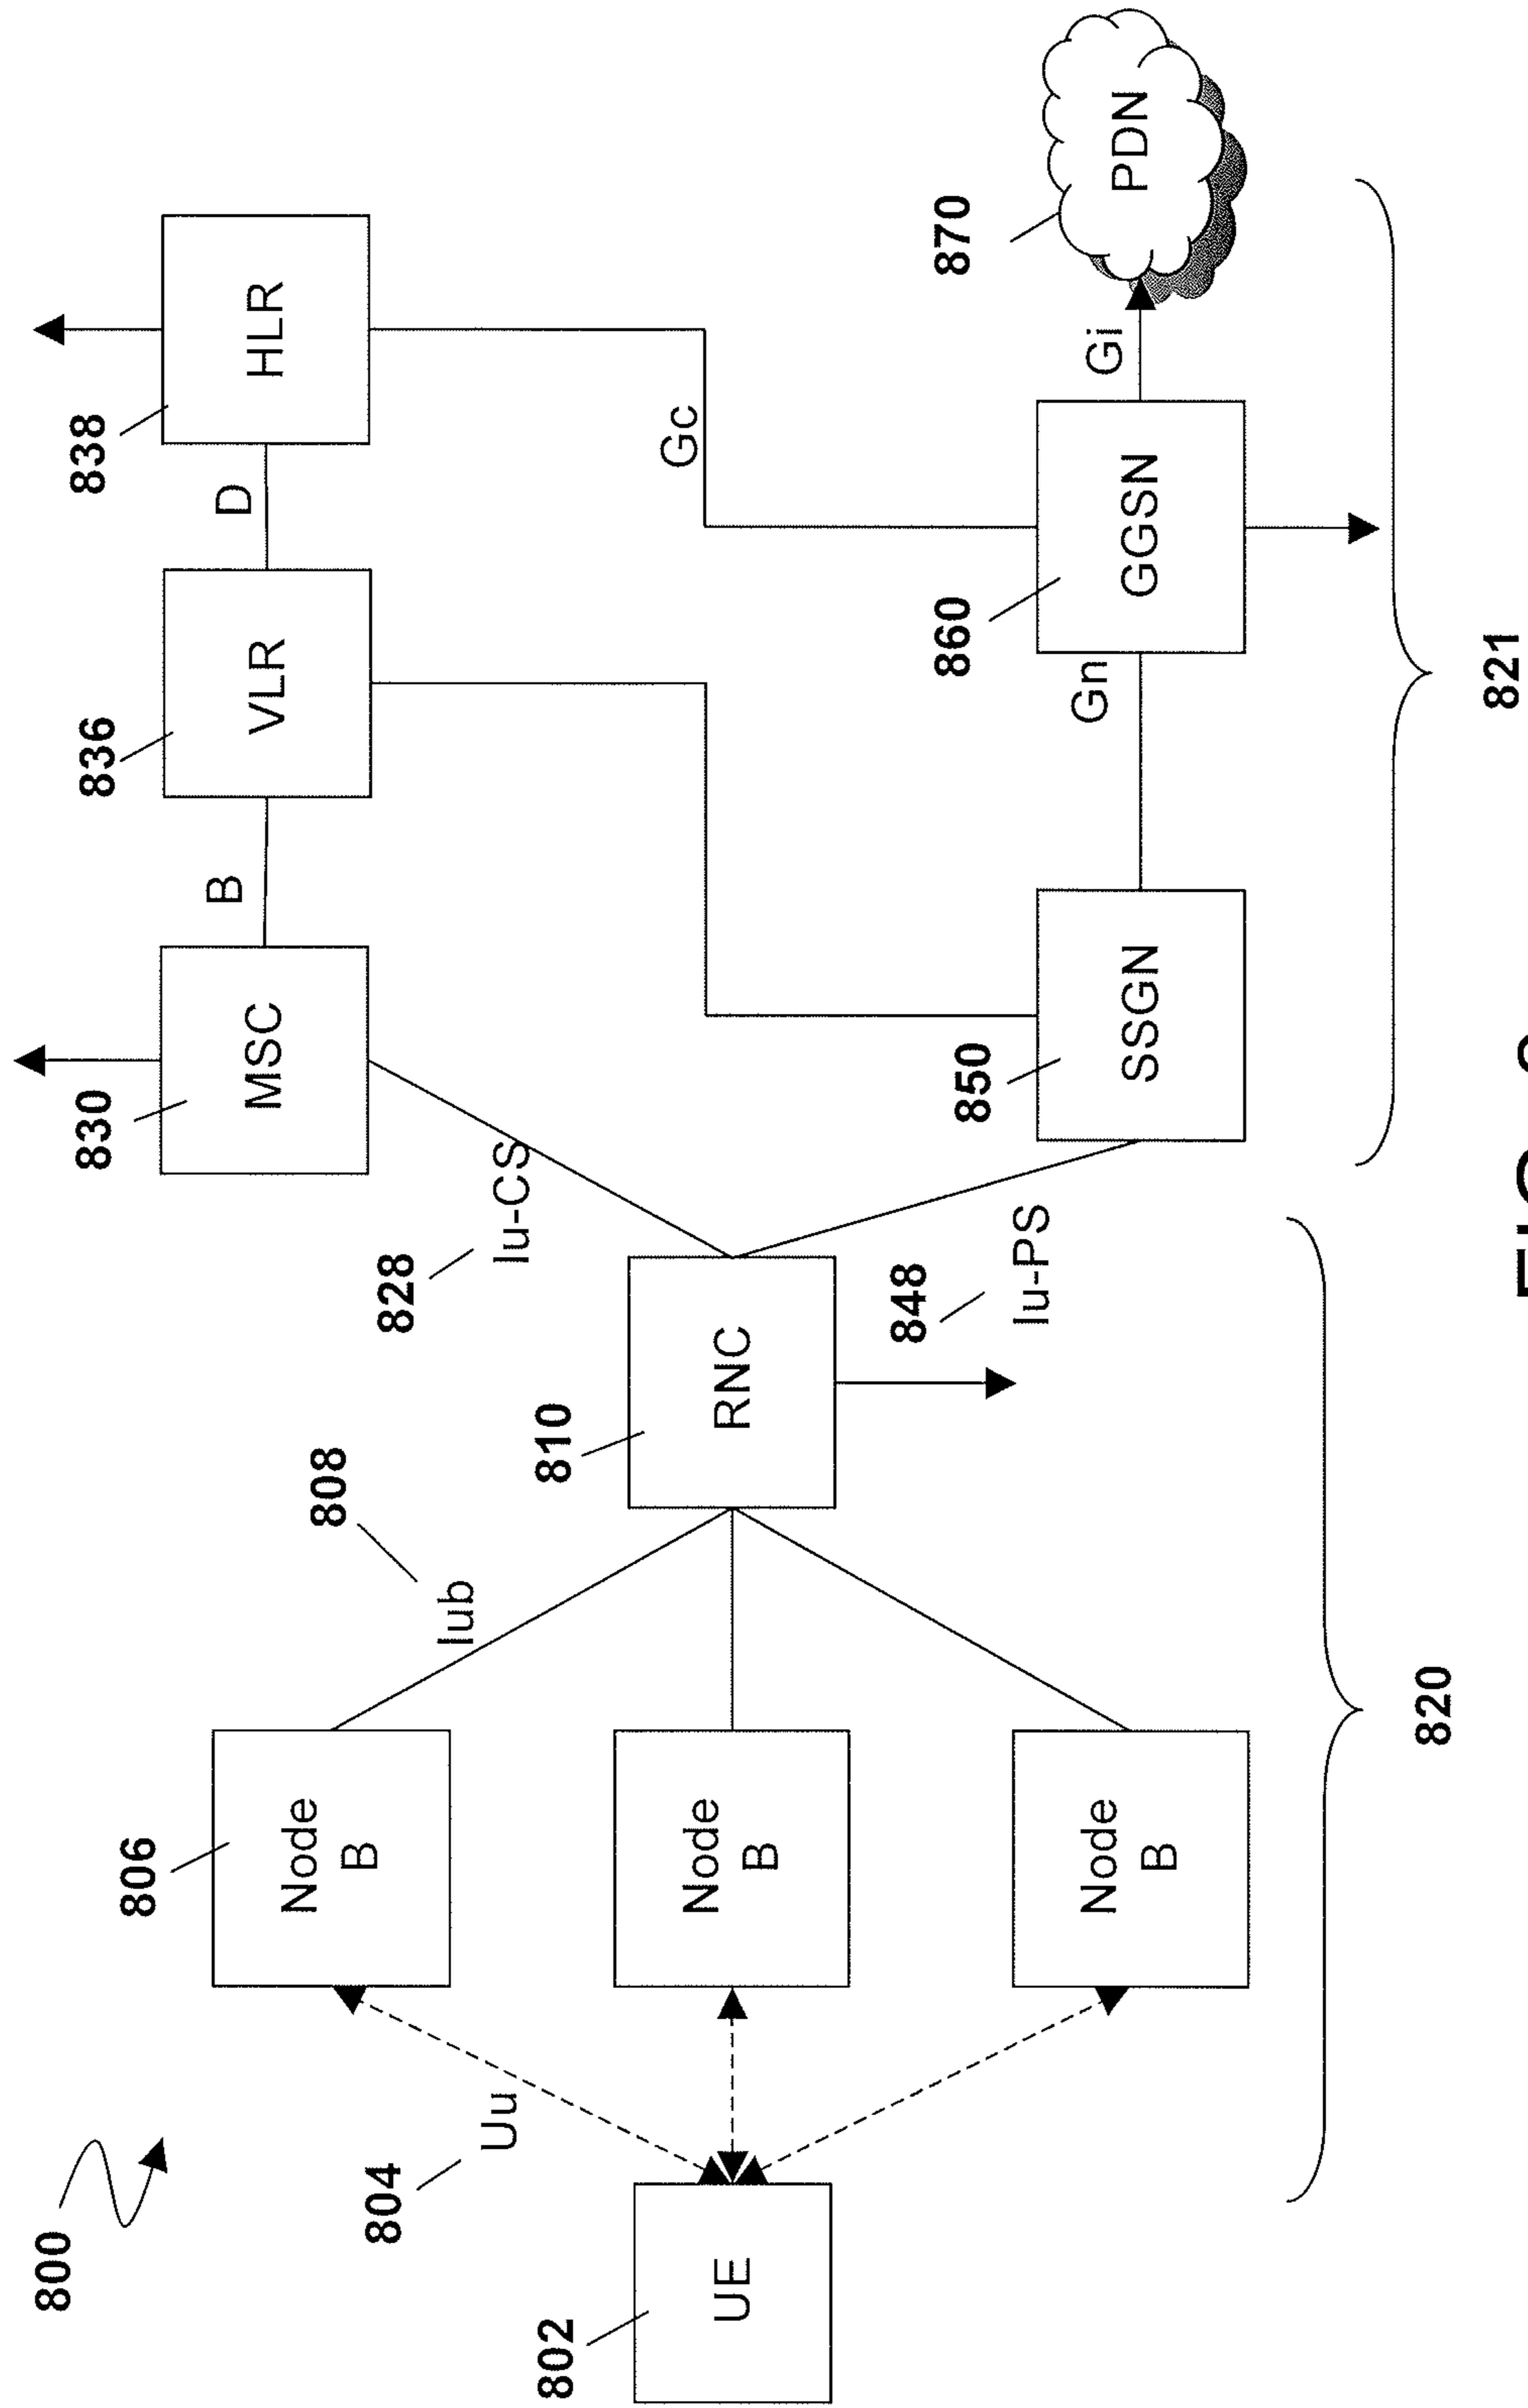 800
830
836
838
MSC
B
VLR
D
HLR
806
808
828
Iu-CS
Gc
804
Uu
Node
B
Iub
802
UE
Node
B
810
RNC
848
Iu-PS
850
SSGN
Gn
860
GGSN
Gi
870
PDN
Node
B
820
821